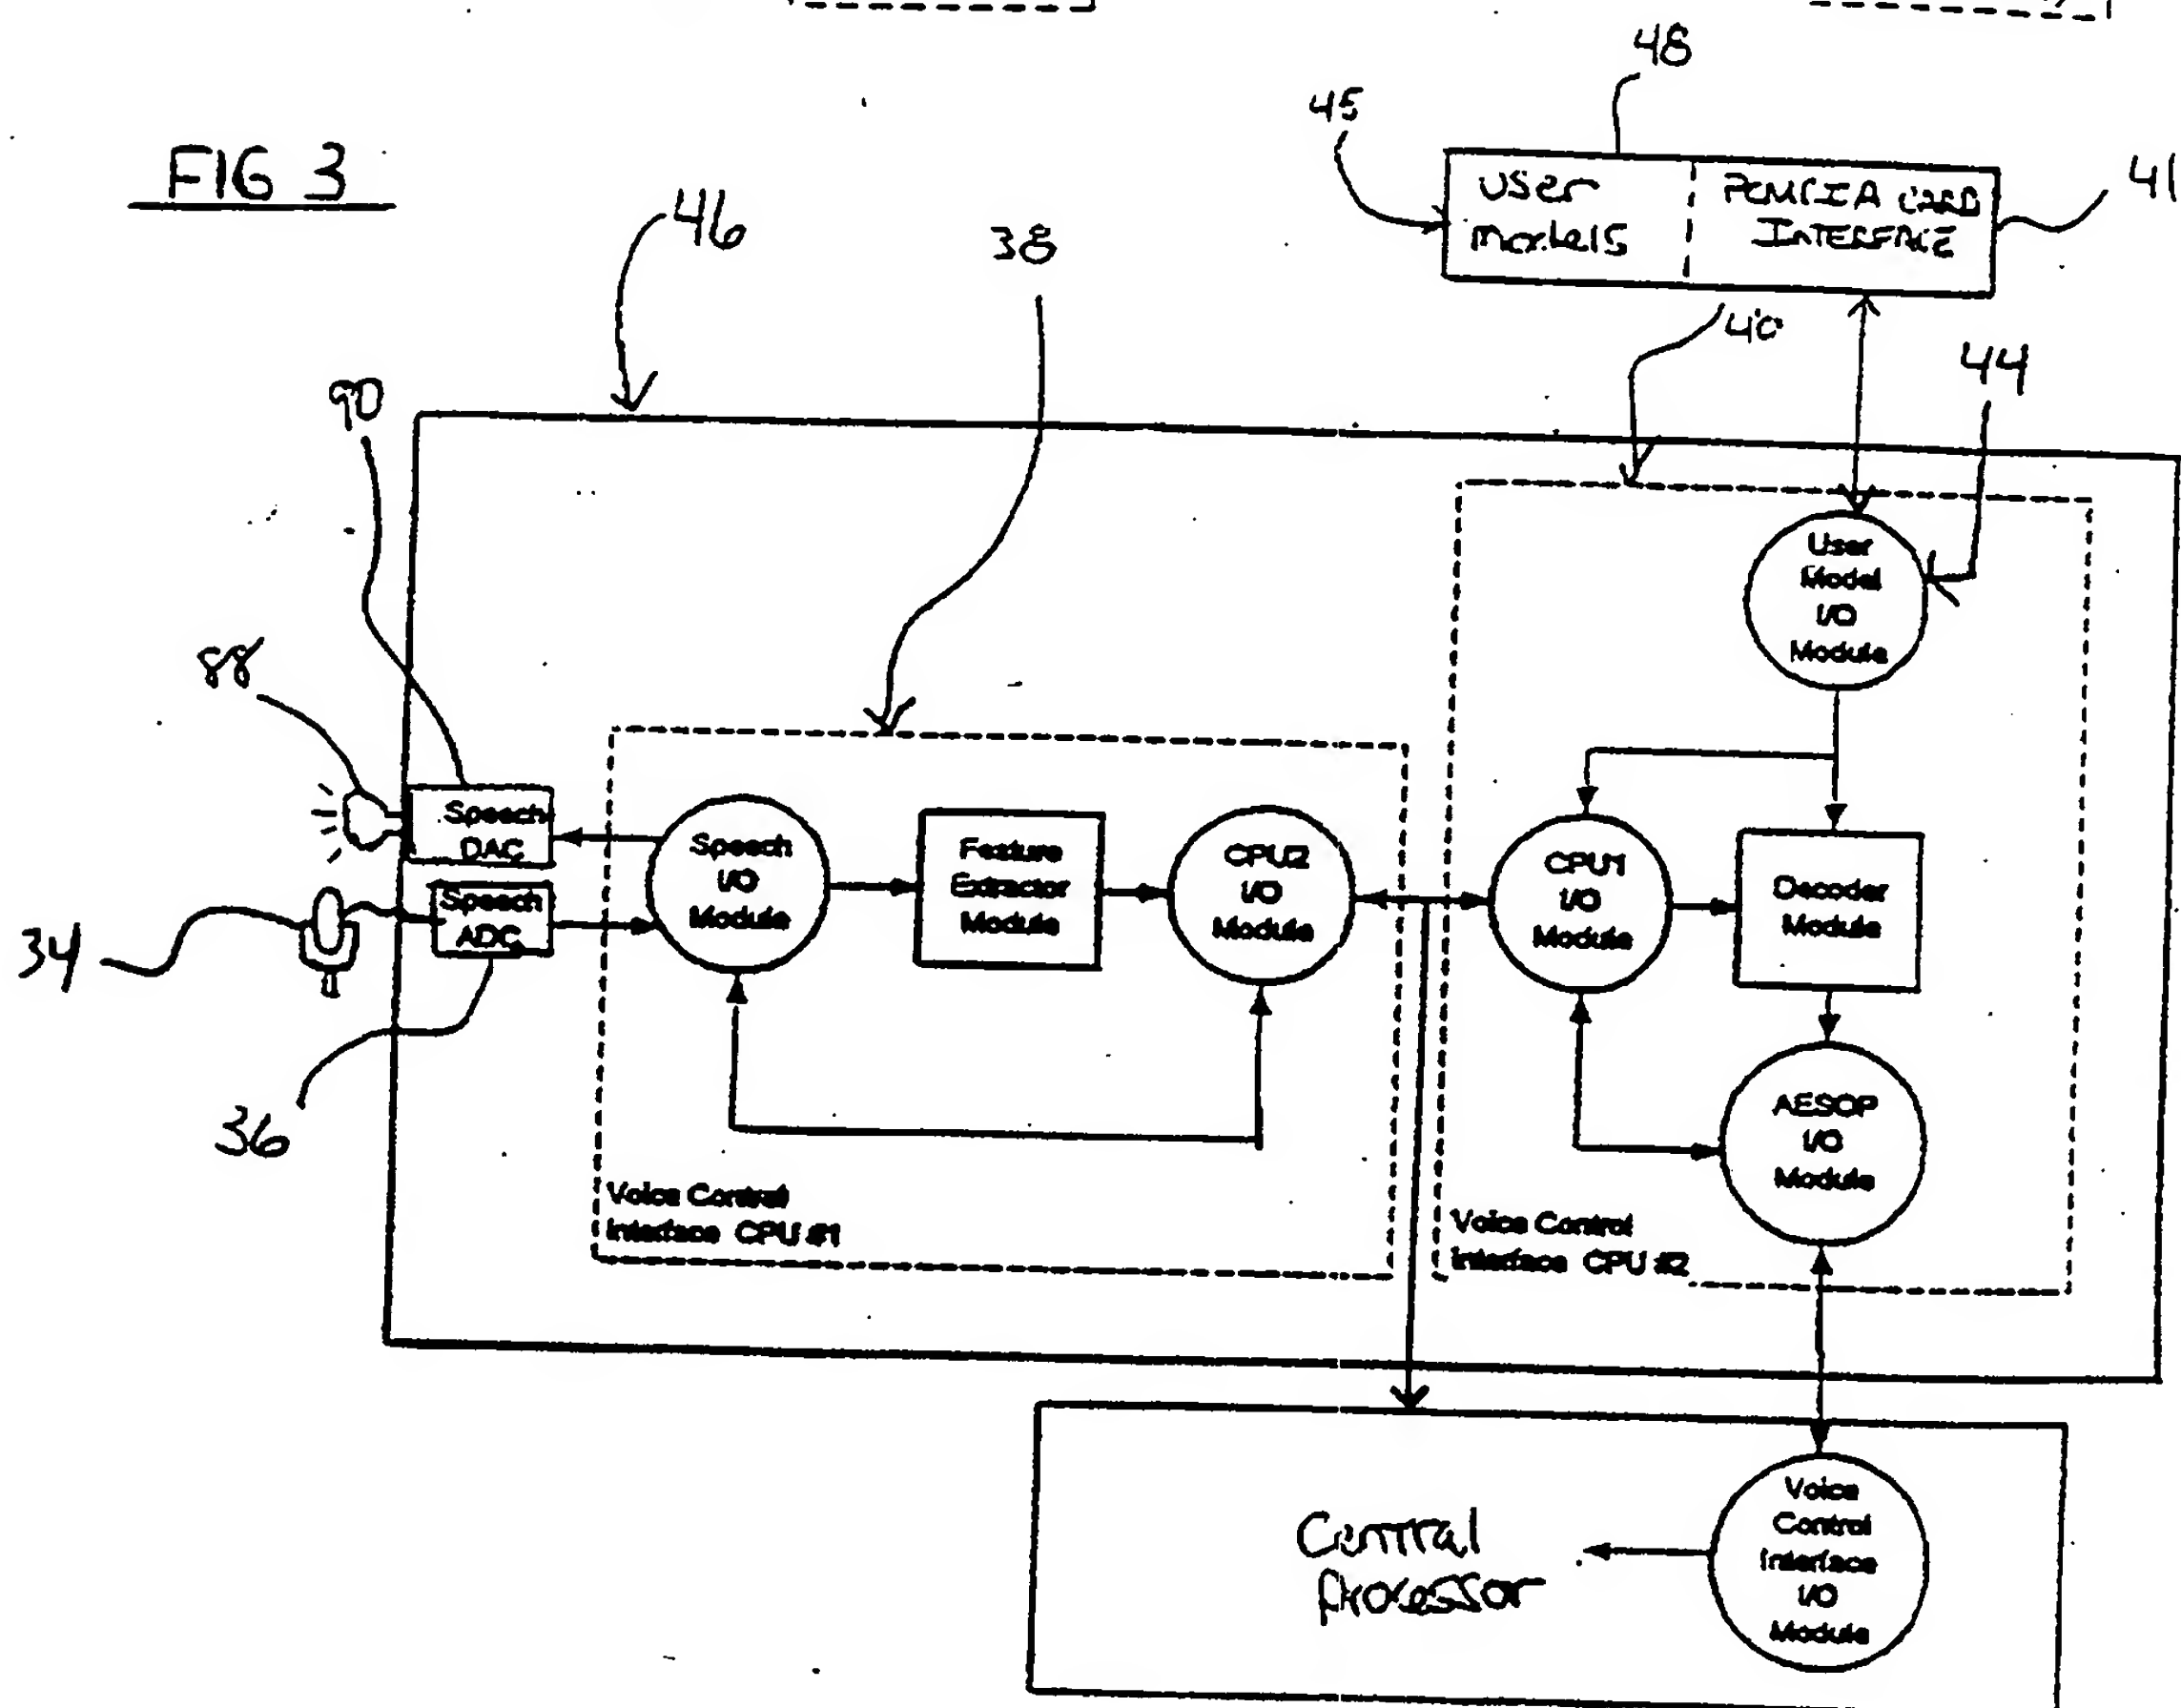 48
45
FIG 3
46
38
User
Models
PCMCIA CARD
INTERFACE
41
40
44
90
88
User
Model
I/O
Module
Speech
DAC
Speech
I/O
Module
Feature
Extractor
Module
CPU2
I/O
Module
CPU1
I/O
Module
Decoder
Module
Speech
ADC
34
36
AESOP
I/O
Module
Voice Control
Interface CPU #1
Voice Control
Interface CPU #2
Central
Processor
Voice
Control
Interface
I/O
Module